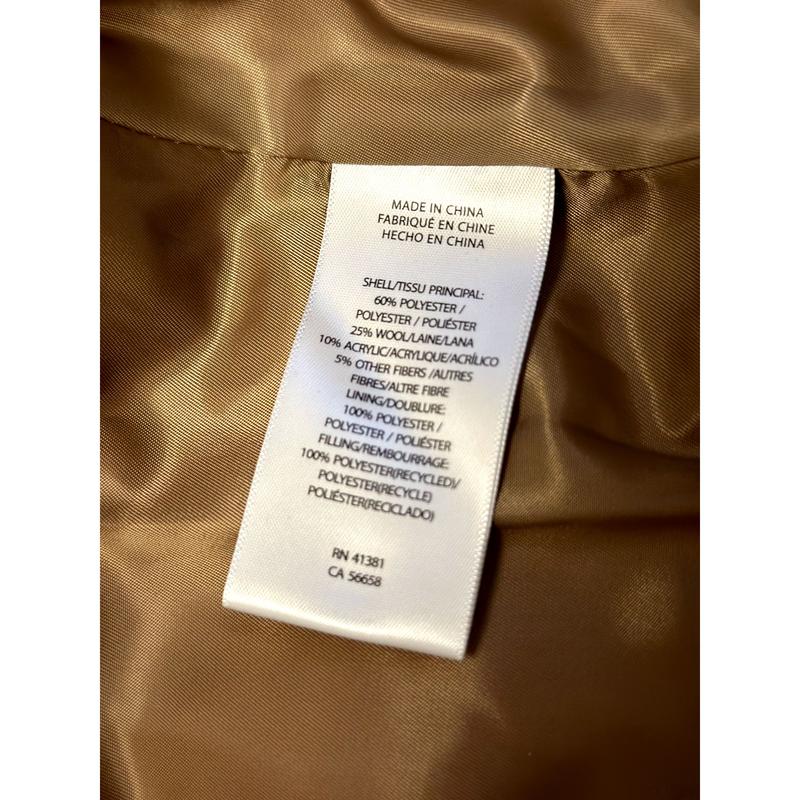 MADE IN CHINA
FABRIQUÉ EN CHINE
HECHO EN CHINA
SHELL/TISSU PRINCIPAL:
60% POLYESTER /
POLYESTER / POLIÉSTER
25% WOOL/LAINE/LANA
10% ACRYLIC/ACRYLIQUE/ACRÍLICO
5% OTHER FIBERS /AUTRES
FIBRES/ALTRE FIBRE
LINING/DOUBLURE:
100% POLYESTER /
POLYESTER / POLIÉSTER
FILLING/REMBOURRAGE:
100% POLYESTER(RECYCLED)/
POLYESTER(RECYCLE)
POLIÉSTER(RECICLADO)
RN 41381
CA 56658